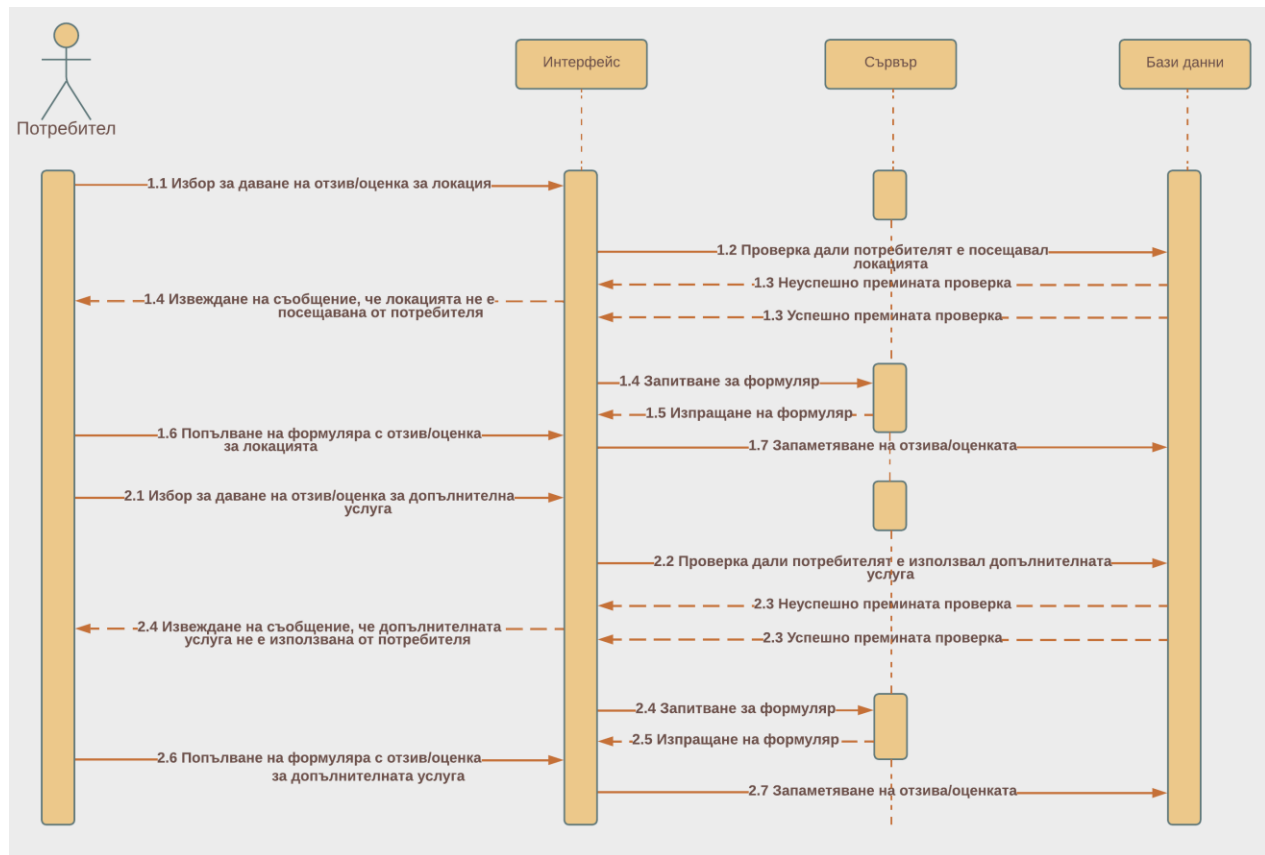 Интерфейс
Сървър
Бази данни
Потребител
1.1 Избор за даване на отзив/оценка за локация
1.2 Проверка дали потребителят е посещавал
локацията
1.3 Неуспешно премината проверка
1.4 Извеждане на съобщение, че локацията не е
посещавана от потребителя
1.3 Успешно премината проверка
1.4 Запитване за формуляр
1.5 Изпращане на формуляр
1.6 Попълване на формуляра с отзив/оценка
за локацията
1.7 Запаметяване на отзива/оценката
2.1 Избор за даване на отзив/оценка за допълнителна
услуга
2.2 Проверка дали потребителят е използвал допълнителната
услуга
2.3 Неуспешно премината проверка
2.4 Извеждане на съобщение, че допълнителната
услуга не е използвана от потребителя
2.3 Успешно премината проверка
2.4 Запитване за формуляр
2.5 Изпращане на формуляр
2.6 Попълване на формуляра с отзив/оценка
за допълнителната услуга
2.7 Запаметяване на отзива/оценката